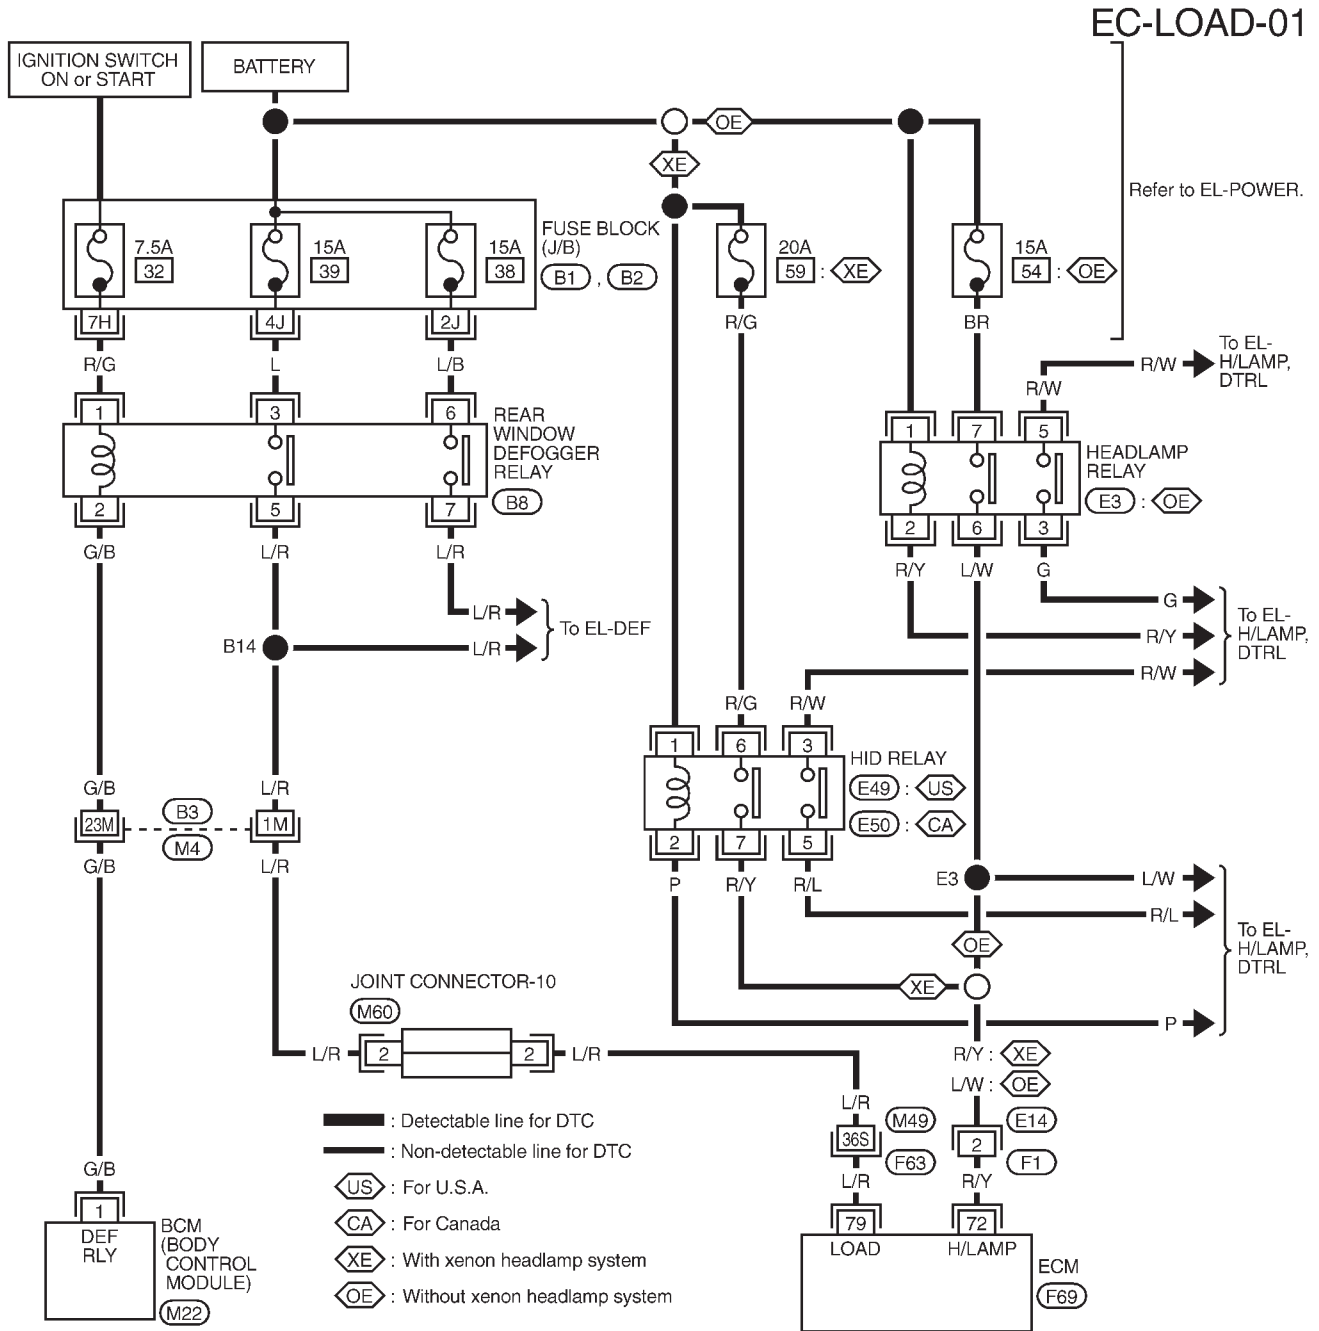 EC-LOAD-01
IGNITION SWITCH
ON or START
BATTERY
OE
XE
Refer to EL-POWER.
7.5A
32
15A
39
15A
38
FUSE BLOCK
(J/B)
B1 , B2
20A
59 : XE
15A
54 : OE
7H
4J
2J
R/G
BR
R/G
L
L/B
R/W
To EL-
H/LAMP,
DTRL
R/W
1
3
6
REAR
WINDOW
DEFOGGER
RELAY
B8
1
7
5
HEADLAMP
RELAY
E3 : OE
2
5
7
2
6
3
G/B
L/R
L/R
R/Y
L/W
G
L/R
To EL-DEF
G
To EL-
H/LAMP,
DTRL
R/Y
B14
L/R
R/W
R/G
R/W
1
6
3
HID RELAY
E49 : US
E50 : CA
G/B
L/R
23M
B3
M4
1M
2
7
5
G/B
L/R
P
R/Y
R/L
E3
L/W
R/L
To EL-
H/LAMP,
DTRL
OE
XE
P
JOINT CONNECTOR-10
M60
L/R
2
2
L/R
R/Y : XE
L/W : OE
L/R
: Detectable line for DTC
: Non-detectable line for DTC
US : For U.S.A.
CA : For Canada
XE : With xenon headlamp system
OE : Without xenon headlamp system
36S
M49
F63
2
E14
F1
L/R
R/Y
G/B
1
DEF
RLY
BCM
(BODY
CONTROL
MODULE)
M22
79
72
LOAD
H/LAMP
ECM
F69